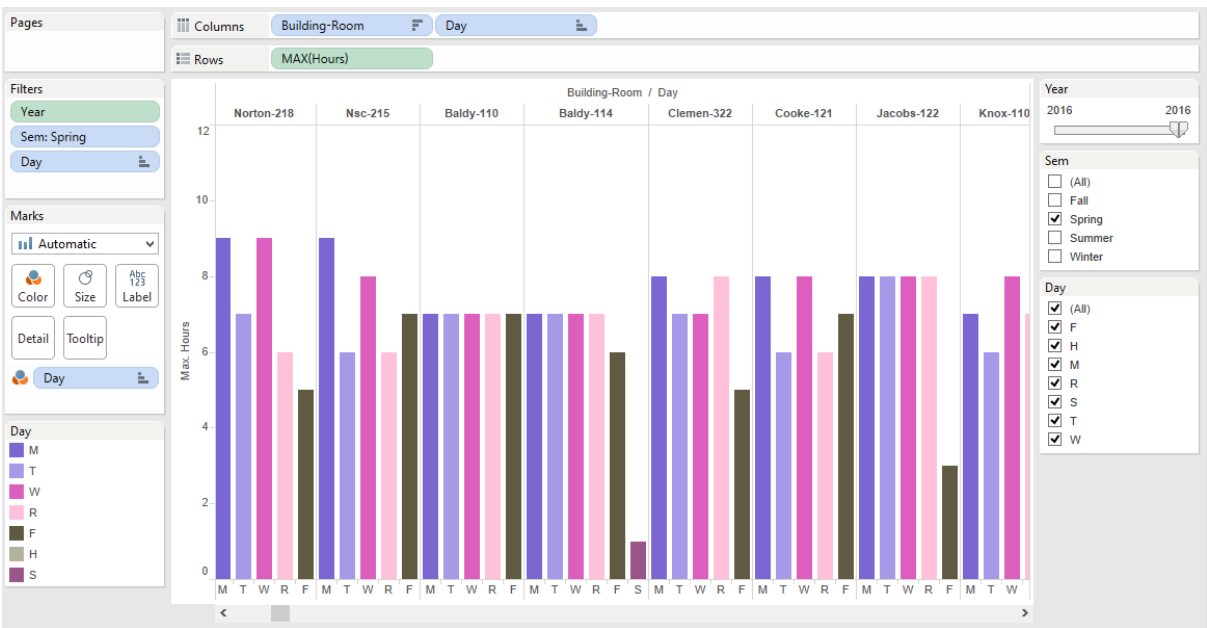 Pages
Columns
Building-Room
Day
Rows
MAX(Hours)
Filters
Year
Sem: Spring
Day
Marks
Automatic
Color
Size
Abc
123
Label
Detail
Tooltip
Day
Day
M
T
W
R
F
H
S
Building-Room / Day
Norton-218 Nsc-215 Baldy-110 Baldy-114 Clemen-322 Cooke-121 Jacobs-122 Knox-110
12
10
8
6
4
2
0
Max. Hours
M T W R F M T W R F M T W R F M T W R F S M T W R F M T W R F M T W R F M T W
Year
2016 2016
Sem
(All)
Fall
Spring
Summer
Winter
Day
(All)
F
H
M
R
S
T
W